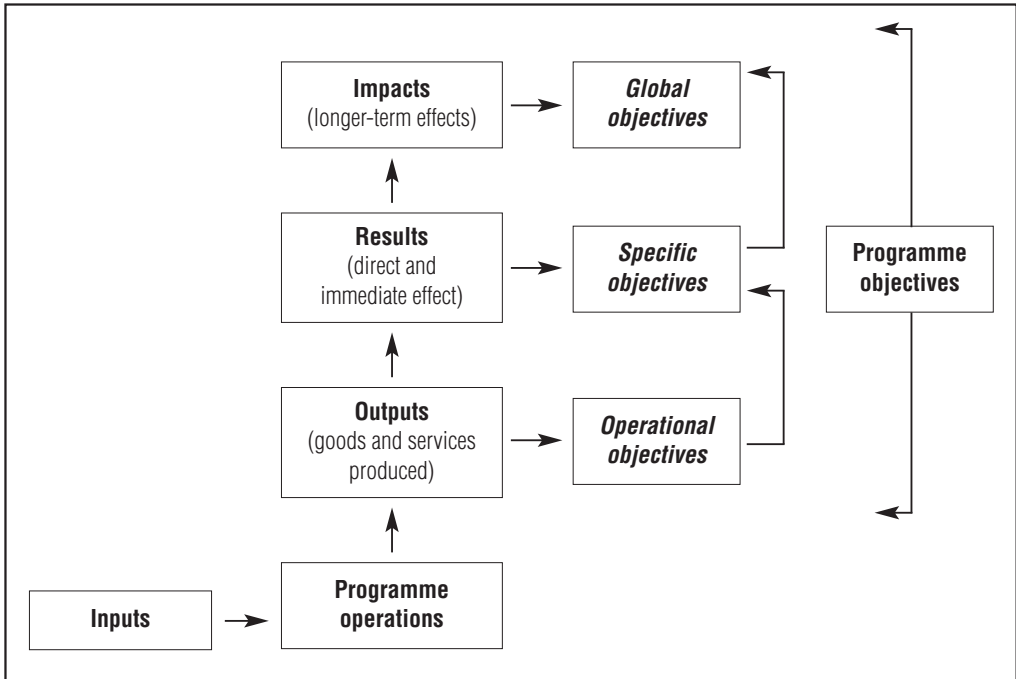 Impacts
(longer-term effects)
Global
objectives
Results
(direct and
immediate effect)
Specific
objectives
Programme
objectives
Outputs
(goods and services
produced)
Operational
objectives
Inputs
Programme
operations